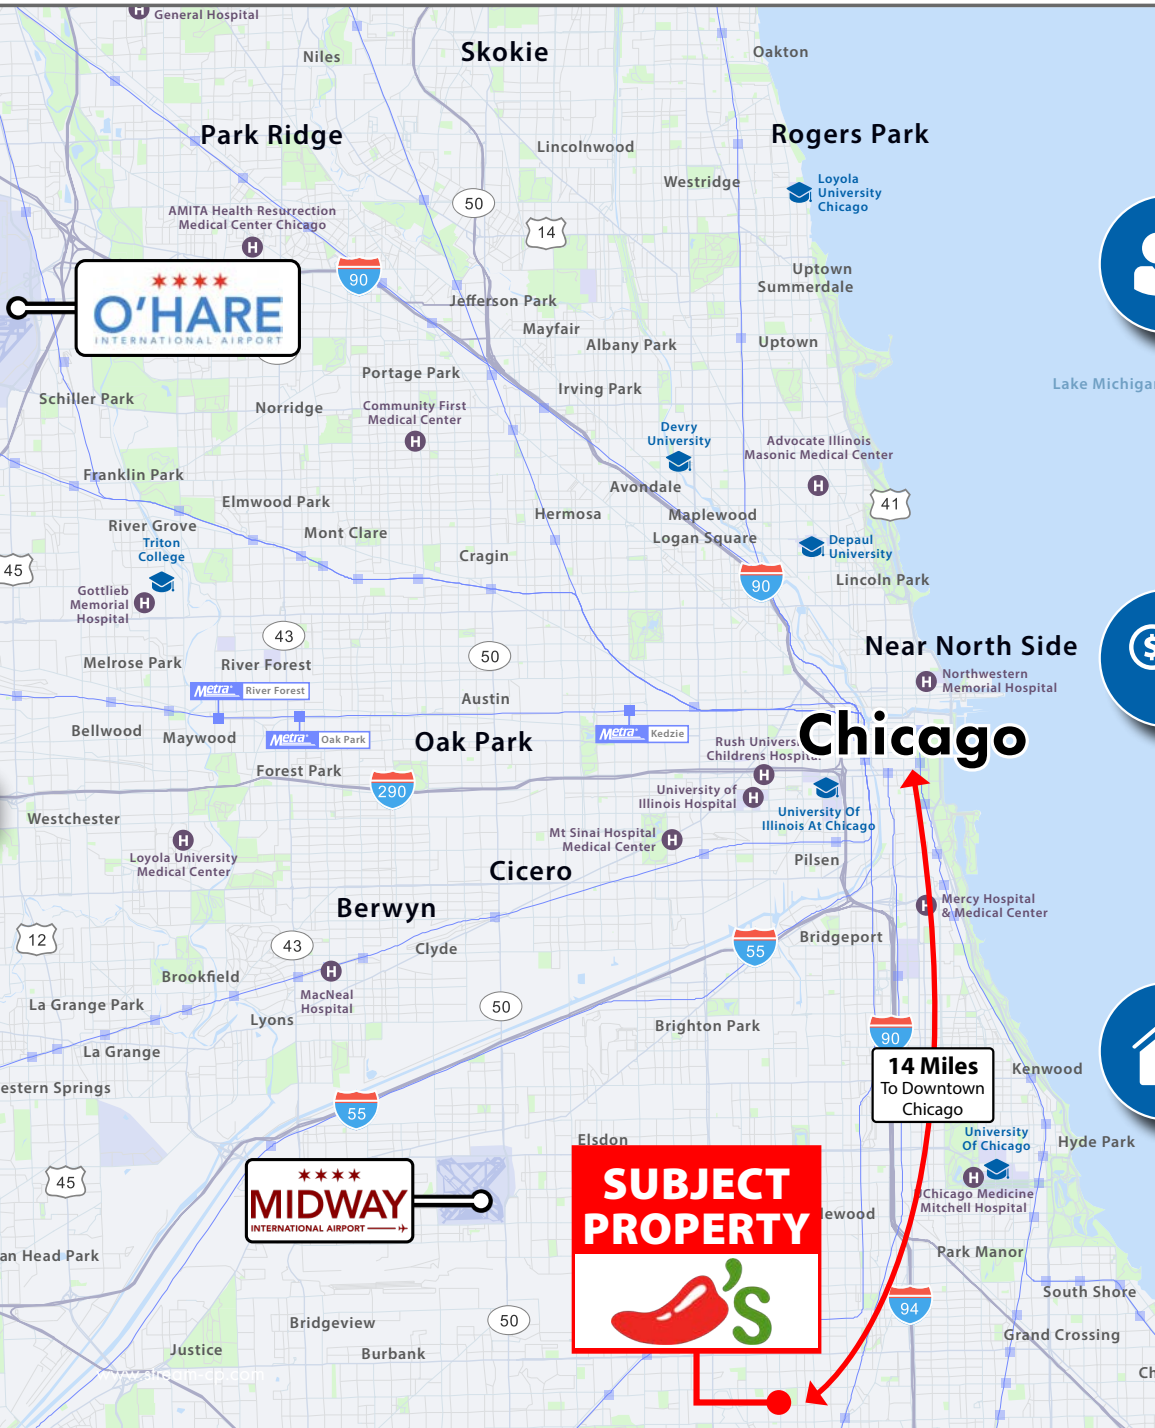 General Hospital
Skokie
Oakton
Niles
Park Ridge
Rogers Park
Lincolnwood
Westridge
Loyola
University
Chicago
50
14
AMITA Health Resurrection
Medical Center Chicago
H
90
O'HARE
INTERNATIONAL AIRPORT
Uptown
Summerdale
Jefferson Park
Mayfair
Albany Park
Uptown
Portage Park
Irving Park
Lake Michiga
Schiller Park
Norridge
Community First
Medical Center
H
Devry
University
Advocate Illinois
Masonic Medical Center
H
Franklin Park
Avondale
Elmwood Park
41
Hermosa
Maplewood
River Grove
Mont Clare
Logan Square
Triton
College
Cragin
Depaul
University
45
Lincoln Park
90
Gottlieb
Memorial
Hospital
H
43
50
Near North Side
Melrose Park
River Forest
Northwestern
Memorial Hospital
H
Metra
River Forest
Austin
Bellwood
Maywood
Metra
Oak Park
Oak Park
Metra
Kedzie
Rush Univers
Childrens Hospital
H
Chicago
Forest Park
290
University of
Illinois Hospital
H
University Of
Illinois At Chicago
Westchester
H
Loyola University
Medical Center
Mt Sinai Hospital
Medical Center
H
Pilsen
Cicero
Berwyn
H
Mercy Hospital
& Medical Center
12
43
Clyde
55
Bridgeport
Brookfield
H
MacNeal
Hospital
La Grange Park
50
Lyons
Brighton Park
90
La Grange
14 Miles
To Downtown
Chicago
Kenwood
estern Springs
55
Elsdon
University
Of Chicago
Hyde Park
45
MIDWAY
INTERNATIONAL AIRPORT
SUBJECT
PROPERTY
H
UChicago Medicine
Mitchell Hospital
lewood
an Head Park
Park Manor
'S
South Shore
94
Bridgeview
50
Grand Crossing
Justice
Burbank
Ch